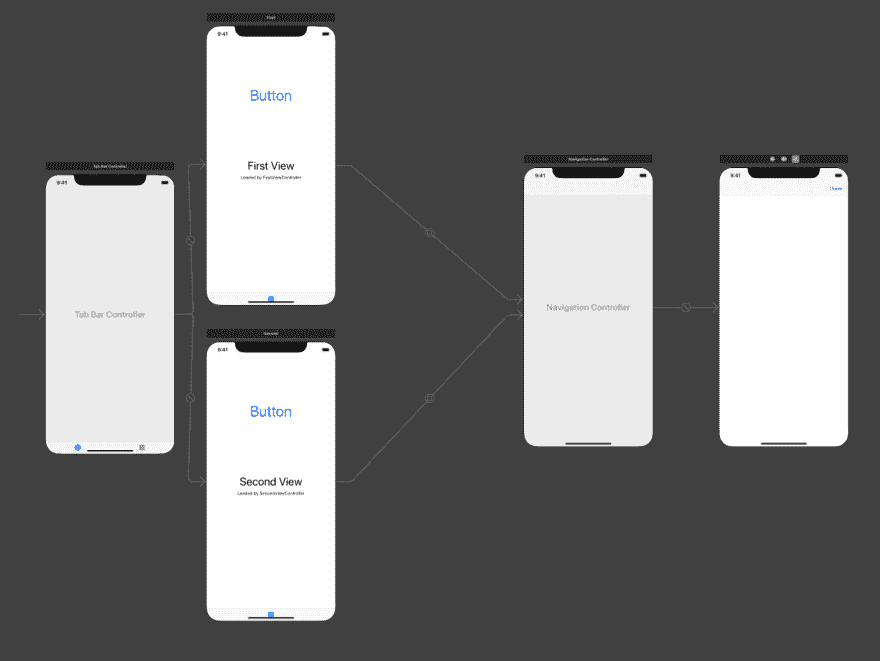 Tab Bar Controller
9:41
Tab Bar Controller
First
9:41
Button
First View
Loaded by FirstViewController
Second
9:41
Button
Second View
Loaded by SecondViewController
Navigation Controller
9:41
Navigation Controller
9:41